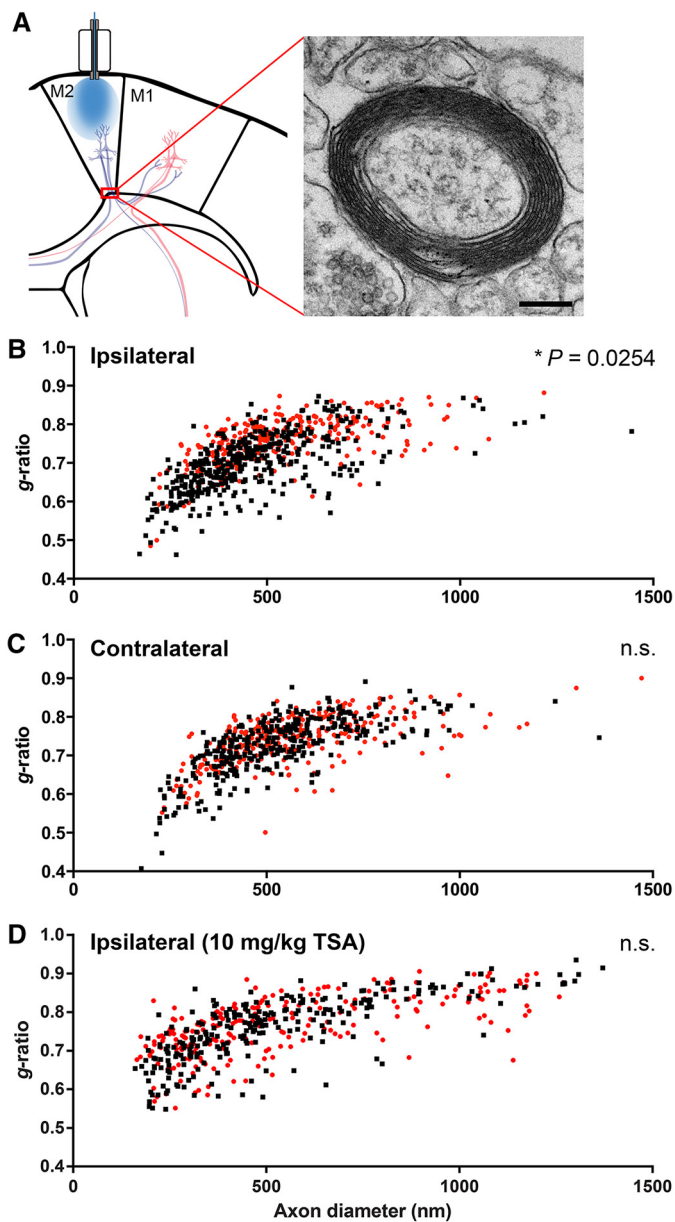 A
M2
M1
B
Ipsilateral
* P = 0.0254
1.0
0.9
0.8
0.7
0.6
0.5
0.4
g-ratio
0
500
1000
1500
C
Contralateral
n.s.
1.0
0.9
0.8
0.7
0.6
0.5
0.4
g-ratio
0
500
1000
1500
D
Ipsilateral (10 mg/kg TSA)
n.s.
1.0
0.9
0.8
0.7
0.6
0.5
0.4
g-ratio
0
500
1000
1500
Axon diameter (nm)